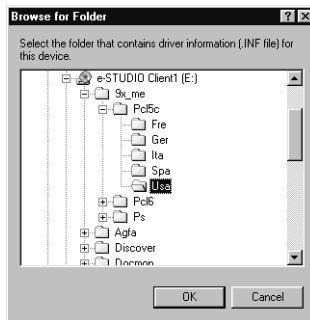 Browse for Folder
Select the folder that contains driver information (.INF file) for
this device.
e-STUDIO Client1 (E:)
9x_me
Pcl5c
Fre
Ger
Ita
Spa
Usa
Pcl6
Ps
Agfa
Discover
Docmon
OK
Cancel